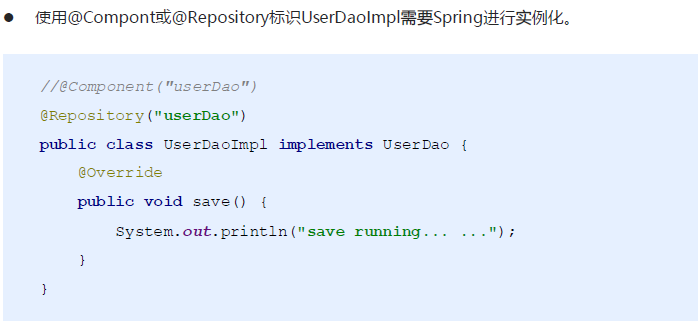 ● 使用@Compont或@Repository标识UserDaoImpl需要Spring进行实例化。
//@Component("userDao")
@Repository("userDao")
public class UserDaoImpl implements UserDao {
    @Override
    public void save() {
        System.out.println("save running... ...");
    }
}